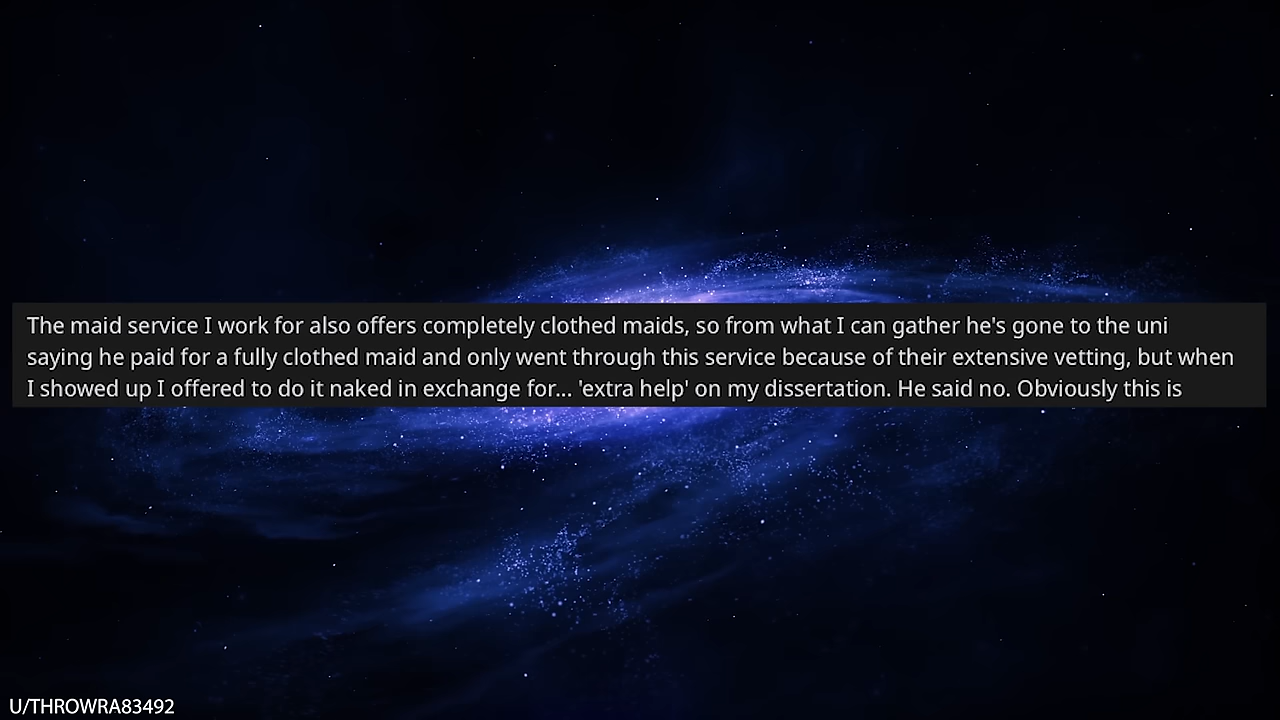 The maid service I work for also offers completely clothed maids, so from what I can gather he's gone to the uni
saying he paid for a fully clothed maid and only went through this service because of their extensive vetting, but when
I showed up I offered to do it naked in exchange for... 'extra help' on my dissertation. He said no. Obviously this is
U/THROWRA83492